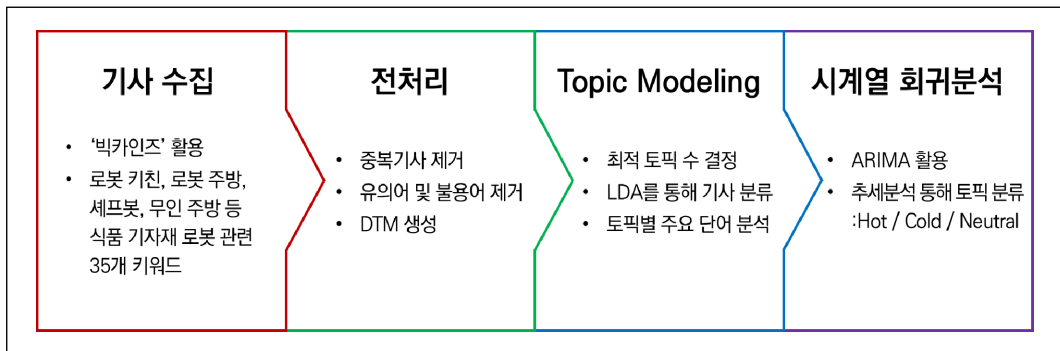 기사 수집
• ‘빅카인즈’ 활용
• 로봇 키친, 로봇 주방,
셰프봇, 무인 주방 등
식품 기자재 로봇 관련
35개 키워드
전처리
• 중복기사 제거
• 유의어 및 불용어 제거
• DTM 생성
Topic Modeling
• 최적 토픽 수 결정
• LDA를 통해 기사 분류
• 토픽별 주요 단어 분석
시계열 회귀분석
• ARIMA 활용
• 추세분석 통해 토픽 분류
:Hot / Cold / Neutral